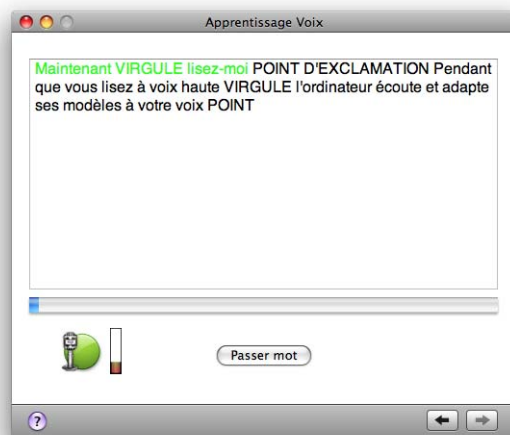 Apprentissage Voix
Maintenant VIRGULE lisez-moi POINT D'EXCLAMATION Pendant
que vous lisez à voix haute VIRGULE l'ordinateur écoute et adapte
ses modèles à votre voix POINT
Passer mot
?